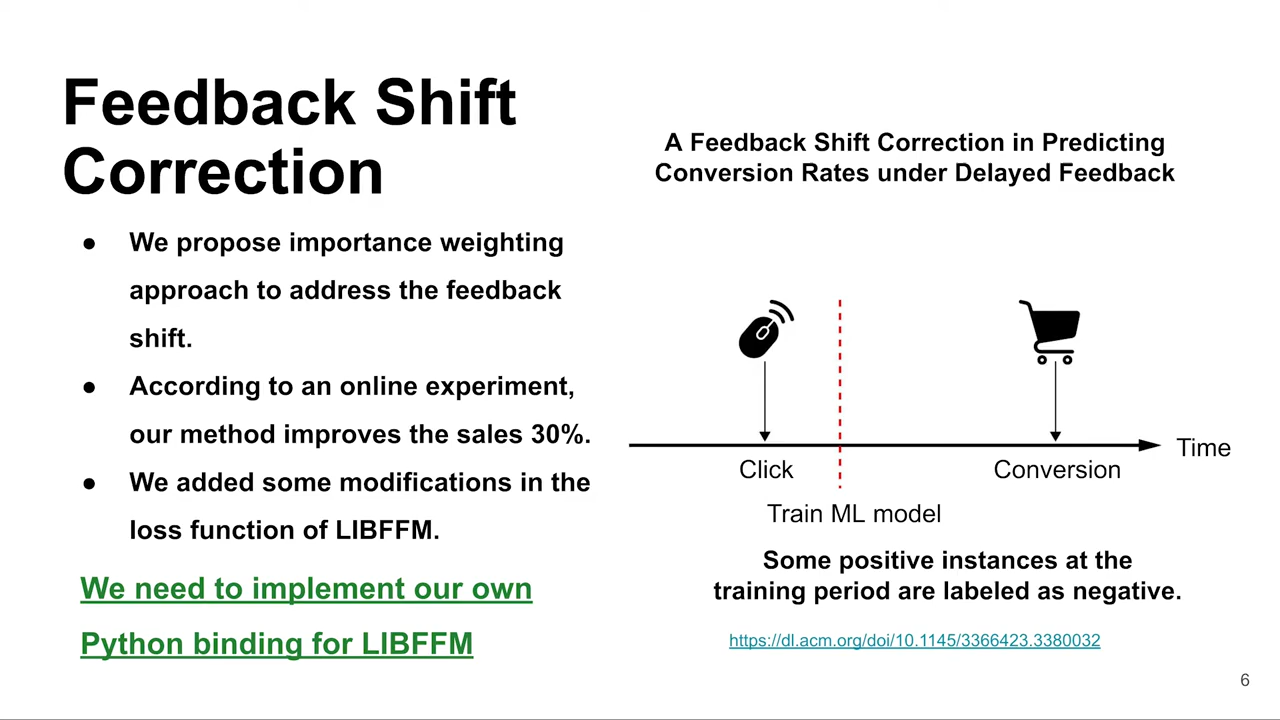 Feedback Shift
Correction
● We propose importance weighting
approach to address the feedback
shift.
● According to an online experiment,
our method improves the sales 30%.
● We added some modifications in the
loss function of LIBFFM.
We need to implement our own
Python binding for LIBFFM
A Feedback Shift Correction in Predicting
Conversion Rates under Delayed Feedback
Time
Click
Conversion
Train ML model
Some positive instances at the
training period are labeled as negative.
https://dl.acm.org/doi/10.1145/3366423.3380032
6